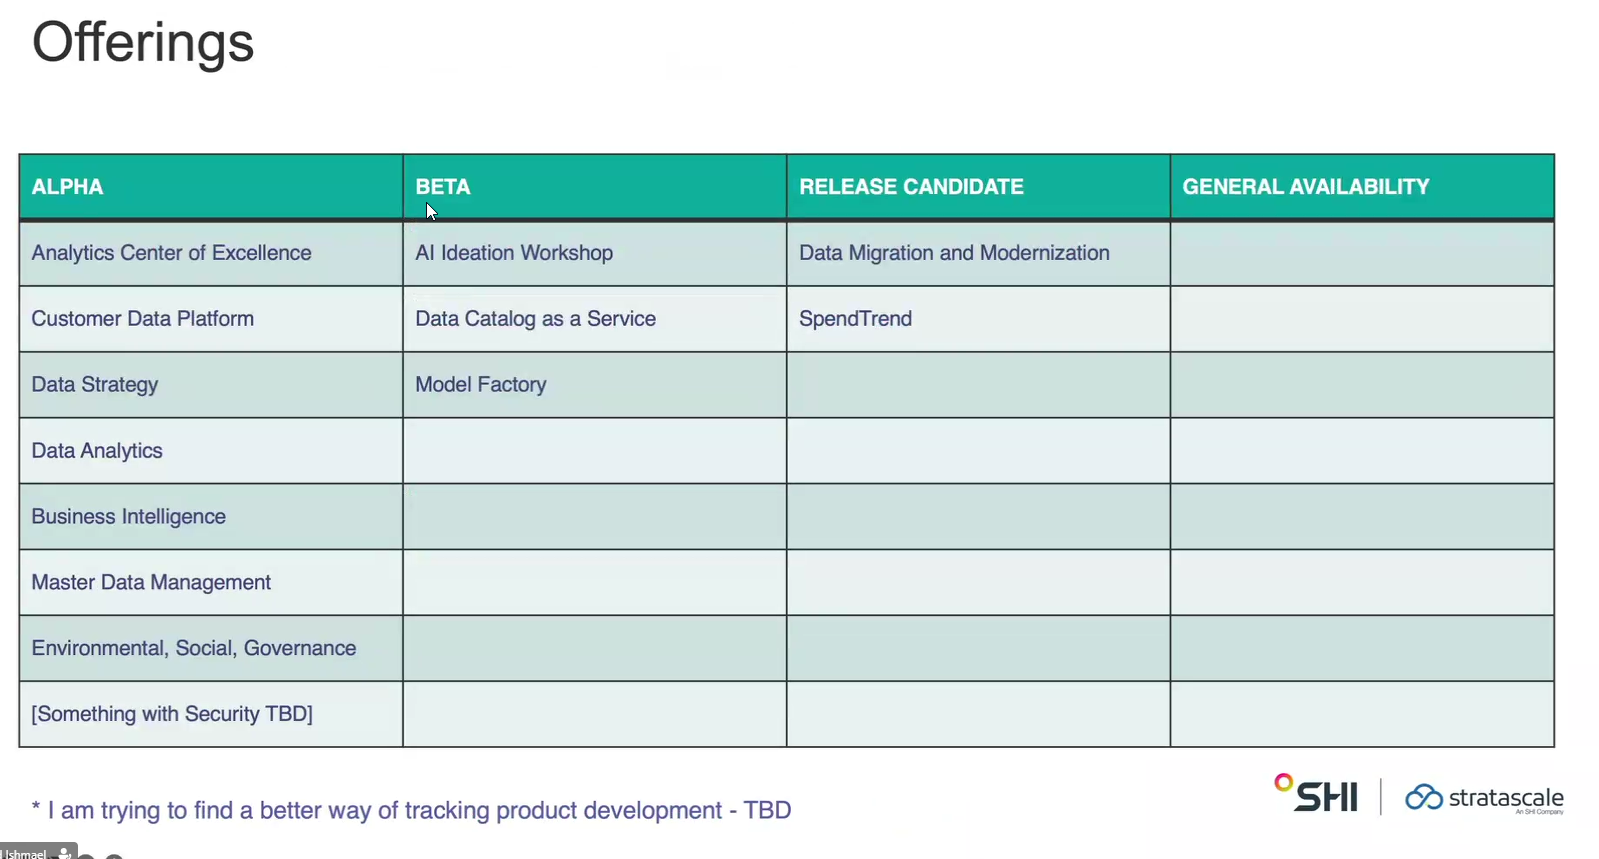 Offerings
ALPHA BETA RELEASE CANDIDATE GENERAL AVAILABILITY
Analytics Center of Excellence AI Ideation Workshop Data Migration and Modernization
Customer Data Platform Data Catalog as a Service SpendTrend
Data Strategy Model Factory
Data Analytics
Business Intelligence
Master Data Management
Environmental, Social, Governance
[Something with Security TBD]
* I am trying to find a better way of tracking product development - TBD
SHI stratascale
An SHI Company
Ishmael